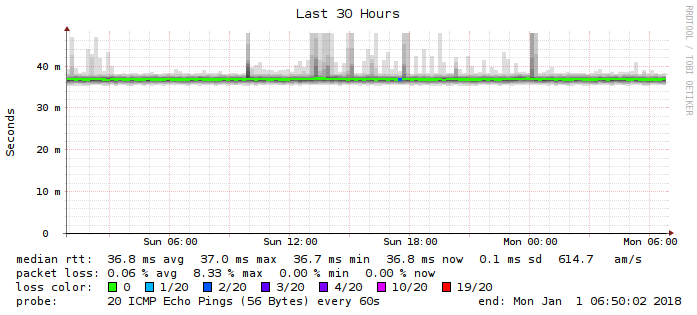 Last 30 Hours
RRDTOOL / TOBI OETIKER
Seconds
40 m
30 m
20 m
10 m
0
Sun 06:00 Sun 12:00 Sun 18:00 Mon 00:00 Mon 06:00
median rtt: 36.8 ms avg 37.0 ms max 36.7 ms min 36.8 ms now 0.1 ms sd 614.7 am/s
packet loss: 0.06 % avg 8.33 % max 0.00 % min 0.00 % now
loss color: 0 1/20 2/20 3/20 4/20 10/20 19/20
probe: 20 ICMP Echo Pings (56 Bytes) every 60s end: Mon Jan 1 06:50:02 2018